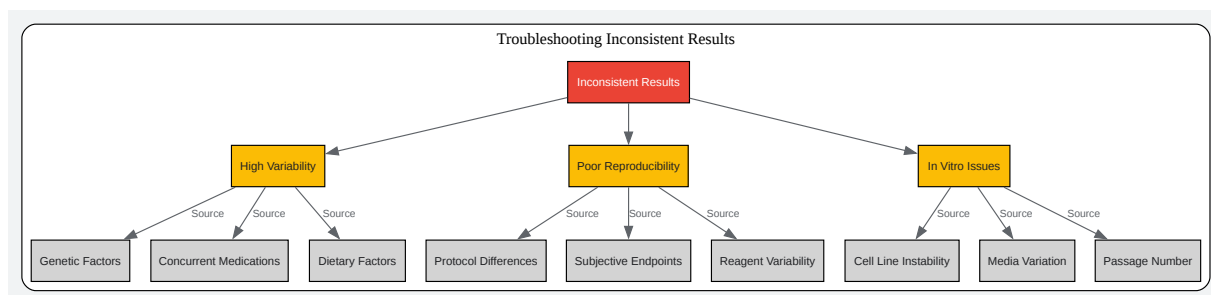 Troubleshooting Inconsistent Results
Inconsistent Results
High Variability
Poor Reproducibility
In Vitro Issues
Source
Source
Source
Source
Source
Source
Source
Source
Source
Genetic Factors
Concurrent Medications
Dietary Factors
Protocol Differences
Subjective Endpoints
Reagent Variability
Cell Line Instability
Media Variation
Passage Number